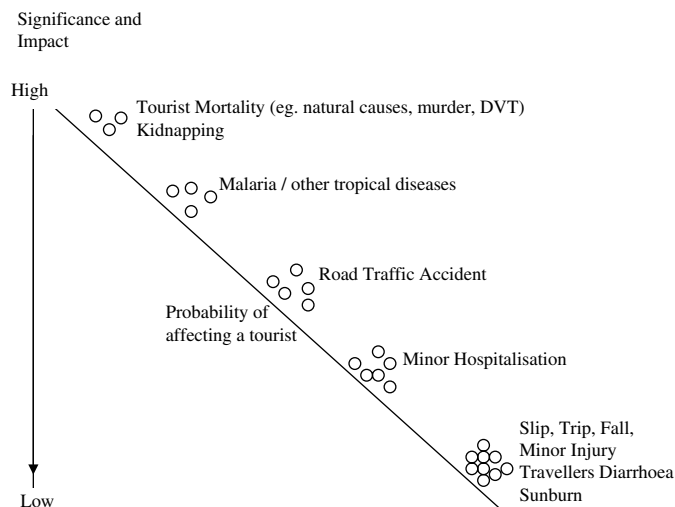 Significance and
Impact
High
Tourist Mortality (eg. natural causes, murder, DVT)
Kidnapping
Malaria / other tropical diseases
Road Traffic Accident
Probability of
affecting a tourist
Minor Hospitalisation
Slip, Trip, Fall,
Minor Injury
Travellers Diarrhoea
Sunburn
Low